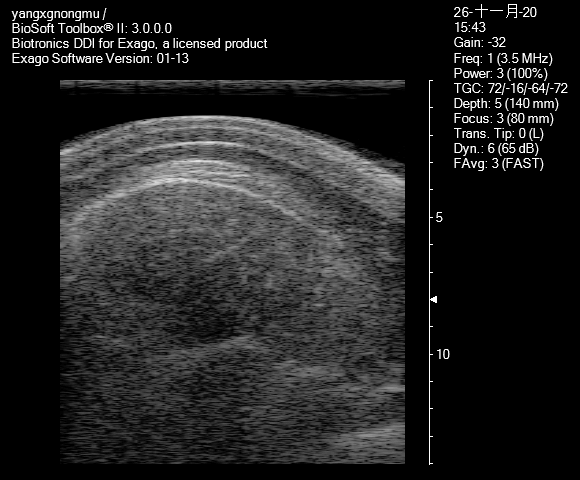 yangxgnongmu /
BioSoft Toolbox® II: 3.0.0.0
Biotronics DDI for Exago, a licensed product
Exago Software Version: 01-13
26-十一月-20
15:43
Gain: -32
Freq: 1 (3.5 MHz)
Power: 3 (100%)
TGC: 72/-16/-64/-72
Depth: 5 (140 mm)
Focus: 3 (80 mm)
Trans. Tip: 0 (L)
Dyn.: 6 (65 dB)
FAvg: 3 (FAST)
5
10